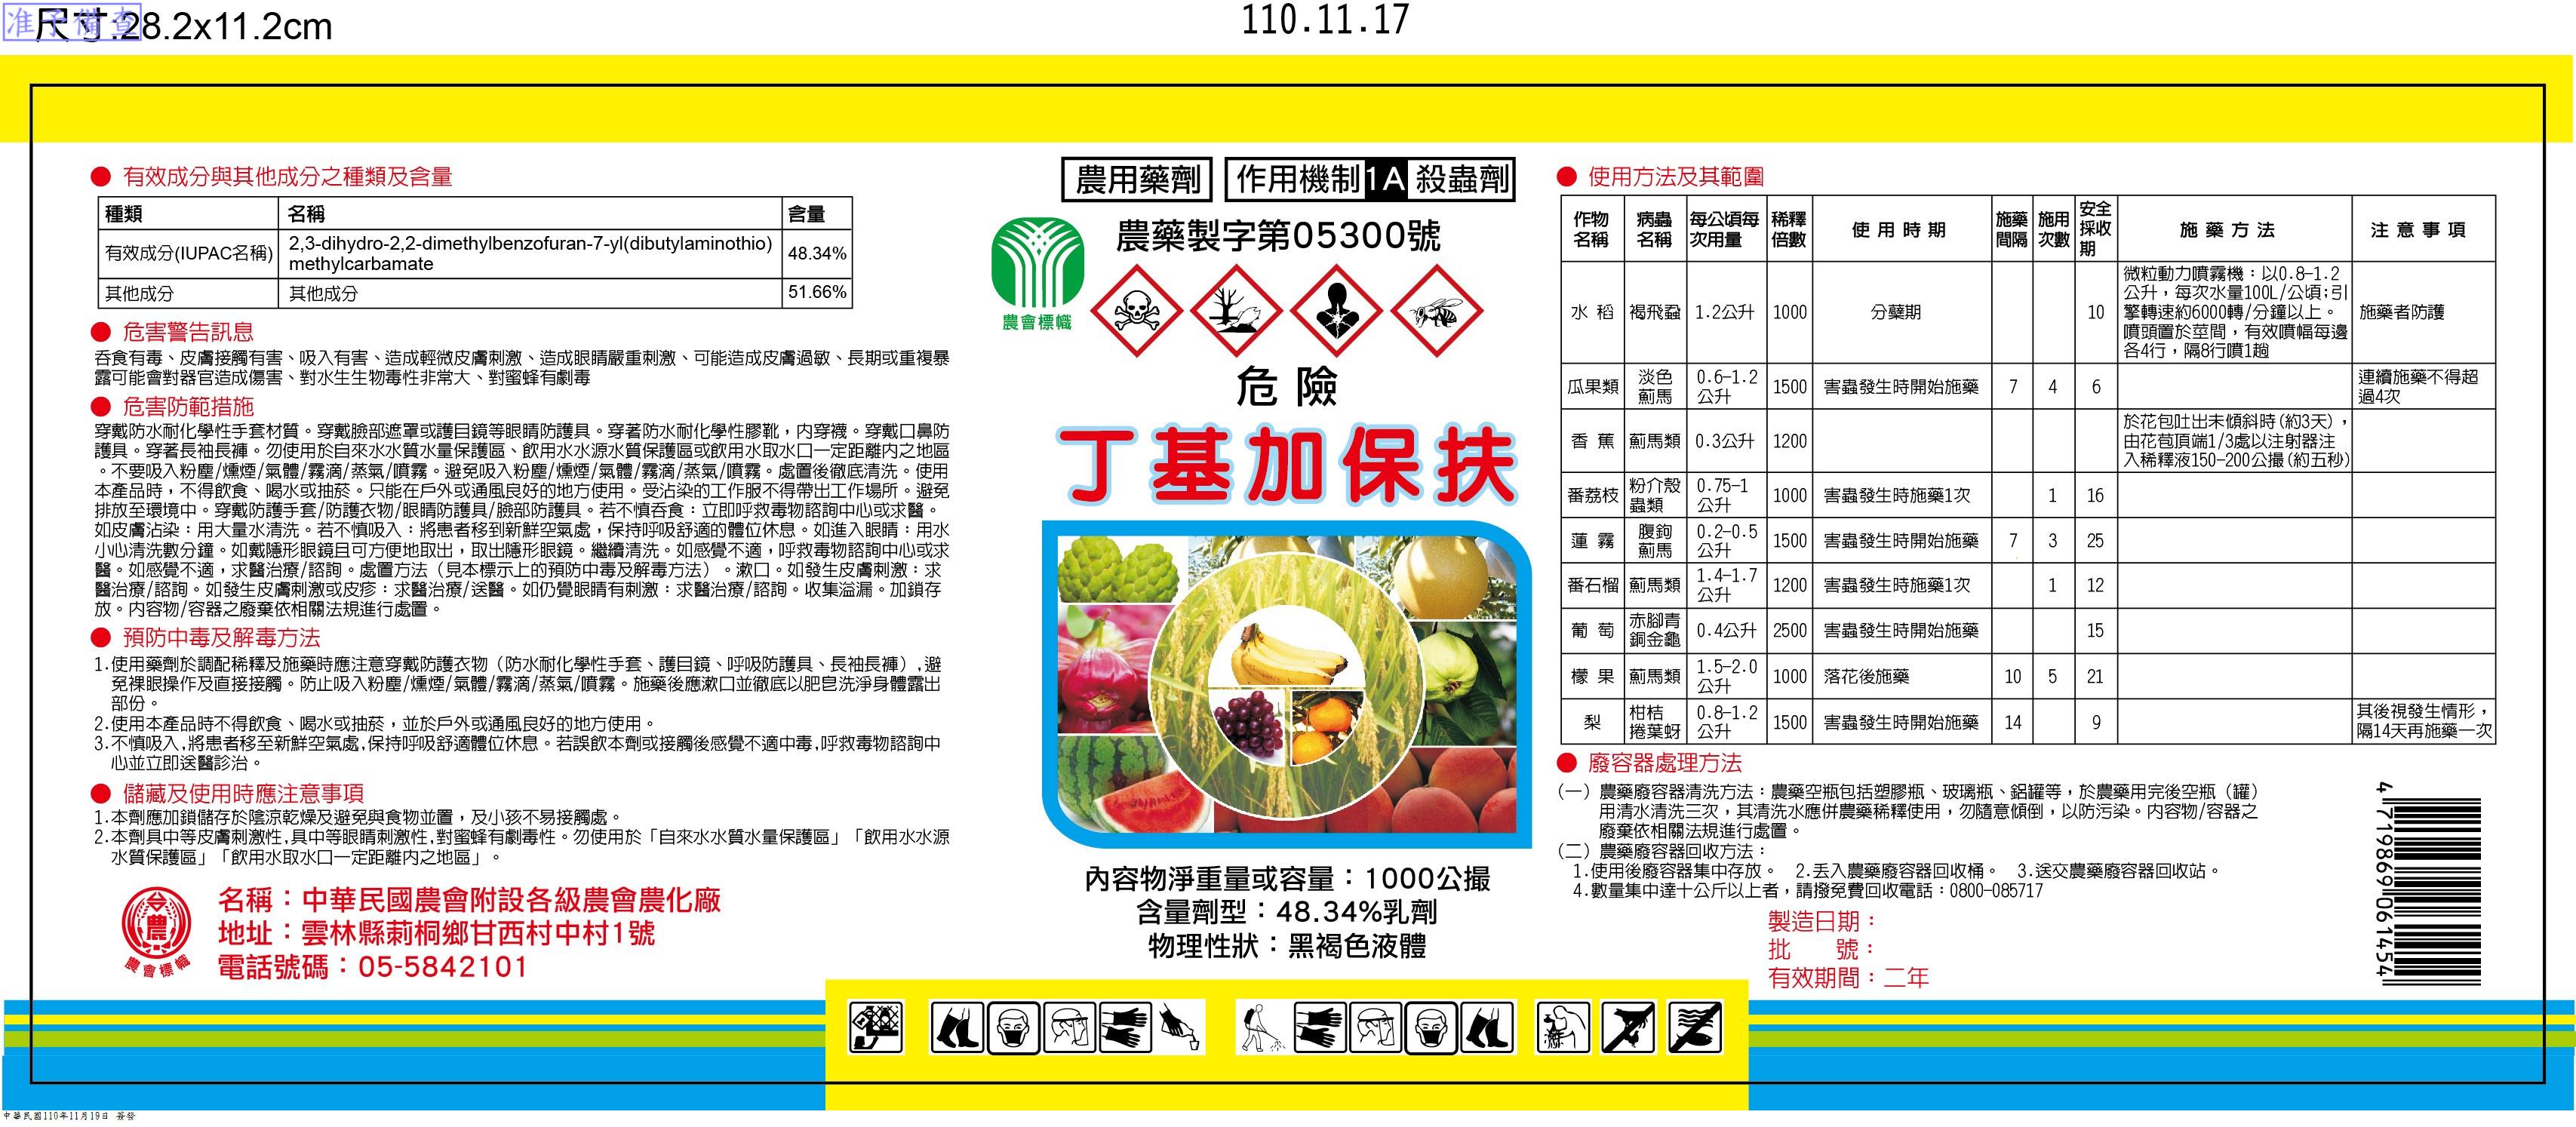 准予備查
尺寸:28.2x11.2cm
110.11.17
● 有效成分與其他成分之種類及含量
種類 名稱 含量
有效成分(IUPAC名稱) 2,3-dihydro-2,2-dimethylbenzofuran-7-yl(dibutylaminothio) methylcarbamate 48.34%
其他成分 其他成分 51.66%
● 危害警告訊息
吞食有毒、皮膚接觸有害、吸入有害、造成輕微皮膚刺激、造成眼睛嚴重刺激、可能造成皮膚過敏、長期或重複暴
露可能會對器官造成傷害、對水生生物毒性非常大、對蜜蜂有劇毒
● 危害防範措施
穿戴防水耐化學性手套材質。穿戴臉部遮罩或護目鏡等眼睛防護具。穿著防水耐化學性膠靴，内穿襪。穿戴口鼻防
護具。穿著長袖長褲。勿使用於自來水水質水量保護區、飲用水水源水質保護區或飲用水取水口一定距離内之地區
。不要吸入粉塵/燻煙/氣體/霧滴/蒸氣/噴霧。避免吸入粉塵/燻煙/氣體/霧滴/蒸氣/噴霧。處置後徹底清洗。使用
本產品時，不得飲食、喝水或抽菸。只能在戶外或通風良好的地方使用。受沾染的工作服不得帶出工作場所。避免
排放至環境中。穿戴防護手套/防護衣物/眼睛防護具/臉部防護具。若不慎吞食：立即呼救毒物諮詢中心或求醫。
如皮膚沾染：用大量水清洗。若不慎吸入：將患者移到新鮮空氣處，保持呼吸舒適的體位休息。如進入眼睛：用水
小心清洗數分鐘。如戴隱形眼鏡且可方便地取出，取出隱形眼鏡。繼續清洗。如感覺不適，呼救毒物諮詢中心或求
醫。如感覺不適，求醫治療/諮詢。處置方法（見本標示上的預防中毒及解毒方法）。漱口。如發生皮膚刺激：求
醫治療/諮詢。如發生皮膚刺激或皮疹：求醫治療/送醫。如仍覺眼睛有刺激：求醫治療/諮詢。收集溢漏。加鎖存
放。内容物/容器之廢棄依相關法規進行處置。
● 預防中毒及解毒方法
1.使用藥劑於調配稀釋及施藥時應注意穿戴防護衣物（防水耐化學性手套、護目鏡、呼吸防護具、長袖長褲）,避
免裸眼操作及直接接觸。防止吸入粉塵/燻煙/氣體/霧滴/蒸氣/噴霧。施藥後應漱口並徹底以肥皂洗淨身體露出
部份。
2.使用本產品時不得飲食、喝水或抽菸，並於戶外或通風良好的地方使用。
3.不慎吸入,將患者移至新鮮空氣處,保持呼吸舒適體位休息。若誤飲本劑或接觸後感覺不適中毒,呼救毒物諮詢中
心並立即送醫診治。
● 儲藏及使用時應注意事項
1.本劑應加鎖儲存於陰涼乾燥及避免與食物並置，及小孩不易接觸處。
2.本劑具中等皮膚刺激性,具中等眼睛刺激性,對蜜蜂有劇毒性。勿使用於「自來水水質水量保護區」「飲用水水源
水質保護區」「飲用水取水口一定距離内之地區」。
農
農會標幟
名稱：中華民國農會附設各級農會農化廠
地址：雲林縣莿桐鄉甘西村中村1號
電話號碼：05-5842101
農用藥劑 作用機制 1A 殺蟲劑
農藥製字第05300號
農會標幟
危險
丁基加保扶
內容物淨重量或容量：1000公撮
含量劑型：48.34%乳劑
物理性狀：黑褐色液體
● 使用方法及其範圍
作物名稱 病蟲名稱 每公頃每次用量 稀釋倍數 使用時期 施藥間隔 施用次數 安全採收期 施藥方法 注意事項
水稻 褐飛蝨 1.2公升 1000 分蘗期 10 微粒動力噴霧機：以0.8-1.2公升，每次水量100L/公頃;引擎轉速約6000轉/分鐘以上。噴頭置於莖間，有效噴幅每邊各4行，隔8行噴1趟 施藥者防護
瓜果類 淡色薊馬 0.6-1.2公升 1500 害蟲發生時開始施藥 7 4 6 連續施藥不得超過4次
香蕉 薊馬類 0.3公升 1200 於花包吐出未傾斜時(約3天)，由花苞頂端1/3處以注射器注入稀釋液150-200公撮(約五秒)
番荔枝 粉介殼蟲類 0.75-1公升 1000 害蟲發生時施藥1次 1 16
蓮霧 腹鉤薊馬 0.2-0.5公升 1500 害蟲發生時開始施藥 7 3 25
番石榴 薊馬類 1.4-1.7公升 1200 害蟲發生時施藥1次 1 12
葡萄 赤腳青銅金龜 0.4公升 2500 害蟲發生時開始施藥 15
檬果 薊馬類 1.5-2.0公升 1000 落花後施藥 10 5 21
梨 柑桔捲葉蚜 0.8-1.2公升 1500 害蟲發生時開始施藥 14 9 其後視發生情形，隔14天再施藥一次
● 廢容器處理方法
(一) 農藥廢容器清洗方法：農藥空瓶包括塑膠瓶、玻璃瓶、鋁罐等，於農藥用完後空瓶（罐）
用清水清洗三次，其清洗水應併農藥稀釋使用，勿隨意傾倒，以防污染。内容物/容器之
廢棄依相關法規進行處置。
(二) 農藥廢容器回收方法：
1.使用後廢容器集中存放。 2.丟入農藥廢容器回收桶。 3.送交農藥廢容器回收站。
4.數量集中達十公斤以上者，請撥免費回收電話：0800-085717
製造日期：
批 號：
有效期間：二年
4 719869 061454
中華民國110年11月19日 簽發